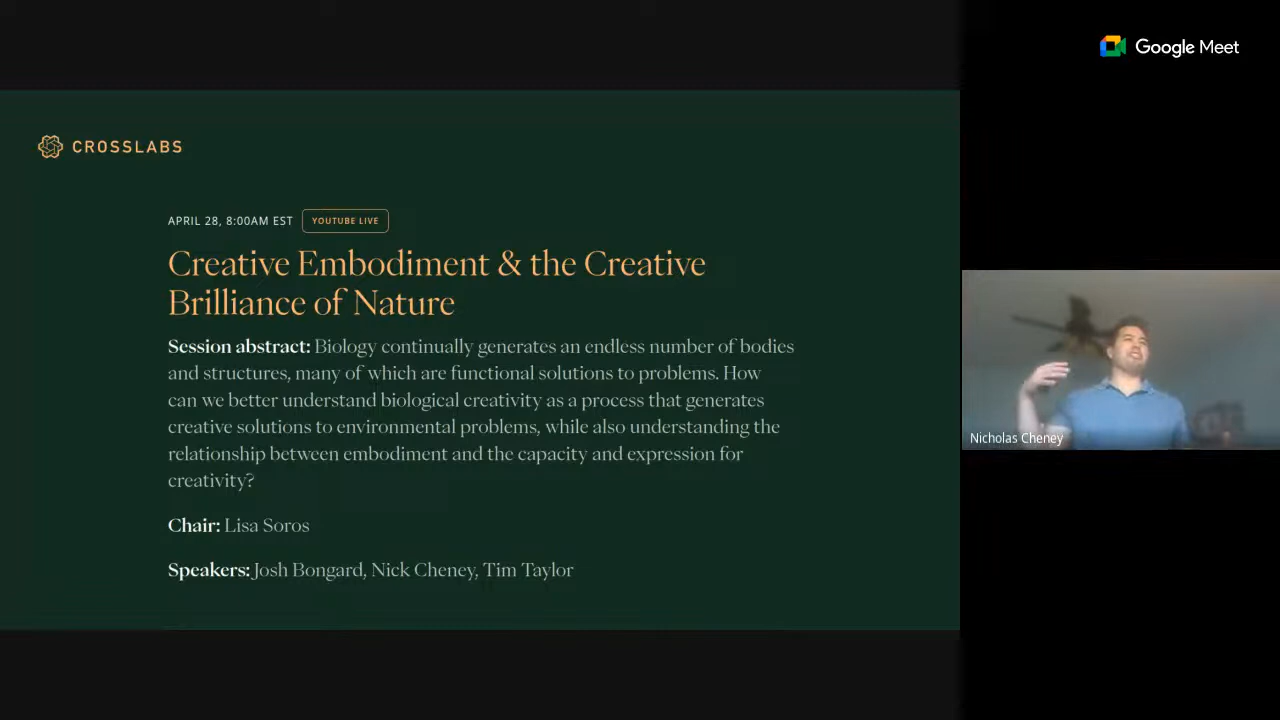 Google Meet
CROSSLABS
APRIL 28, 8:00AM EST YOUTUBE LIVE
Creative Embodiment & the Creative
Brilliance of Nature
Session abstract: Biology continually generates an endless number of bodies
and structures, many of which are functional solutions to problems. How
can we better understand biological creativity as a process that generates
creative solutions to environmental problems, while also understanding the
relationship between embodiment and the capacity and expression for
creativity?
Chair: Lisa Soros
Speakers: Josh Bongard, Nick Cheney, Tim Taylor
Nicholas Cheney